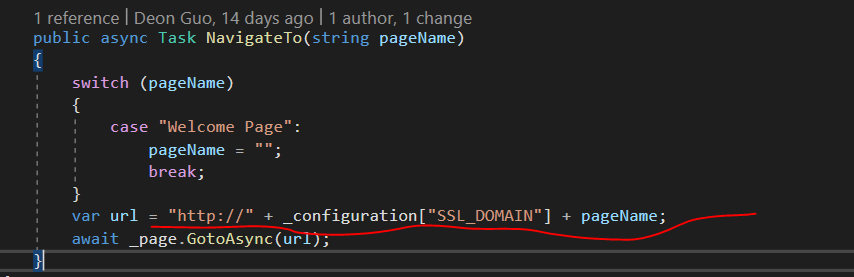 1 reference | Deon Guo, 14 days ago | 1 author, 1 change
public async Task NavigateTo(string pageName)
{
switch (pageName)
{
case "Welcome Page":
pageName = "";
break;
}
var url = "http://" + _configuration["SSL_DOMAIN"] + pageName;
await _page.GotoAsync(url);
}